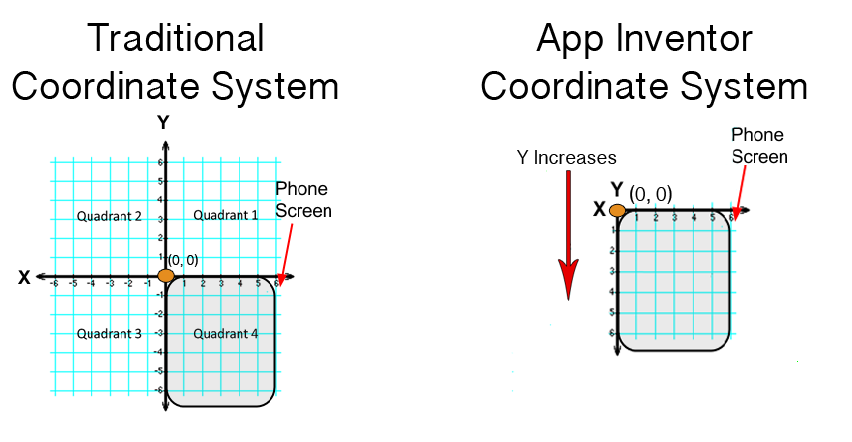 Traditional
Coordinate System
Y
6
5
4
3
2
1
Quadrant 2
Quadrant 1
Phone
Screen
(0, 0)
X
-6 -5 -4 -3 -2 -1
1 2 3 4 5 6
-1
-2
-3
-4
-5
-6
Quadrant 3
Quadrant 4
App Inventor
Coordinate System
Phone
Screen
Y Increases
Y (0, 0)
X
1 2 3 4 5 6
1
2
3
4
5
6